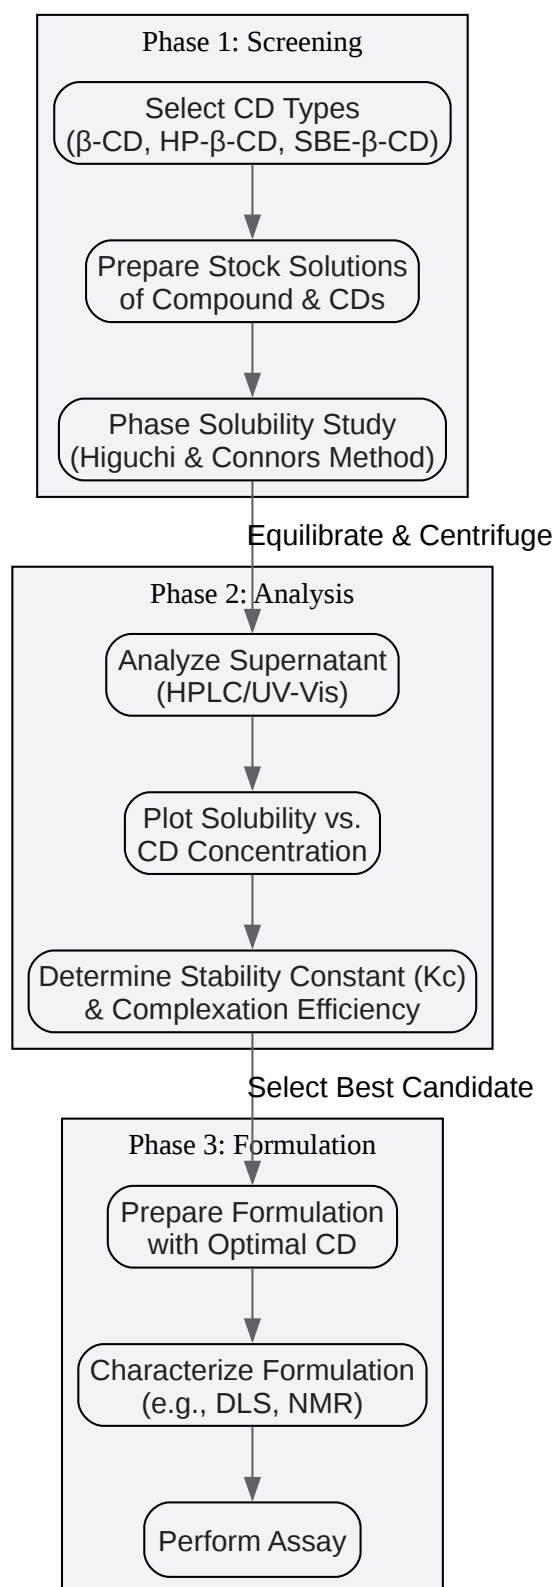 Phase 1: Screening
Select CD Types
(β-CD, HP-β-CD, SBE-β-CD)
Prepare Stock Solutions
of Compound & CDs
Phase Solubility Study
(Higuchi & Connors Method)
Equilibrate & Centrifuge
Phase 2: Analysis
Analyze Supernatant
(HPLC/UV-Vis)
Plot Solubility vs.
CD Concentration
Determine Stability Constant (Kc)
& Complexation Efficiency
Select Best Candidate
Phase 3: Formulation
Prepare Formulation
with Optimal CD
Characterize Formulation
(e.g., DLS, NMR)
Perform Assay